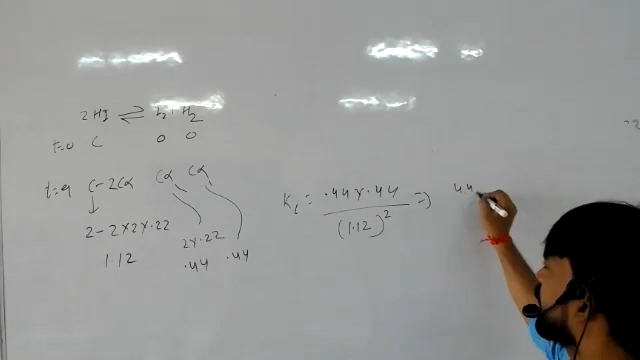 2HI ⇌ I₂ + H₂
t=0 C 0 0
t=eq C-2Cα Cα Cα
2-2×2×.22
1.12
2×.22
.44 .44
Kc = .44×.44 / (1.12)² ⇒ 44